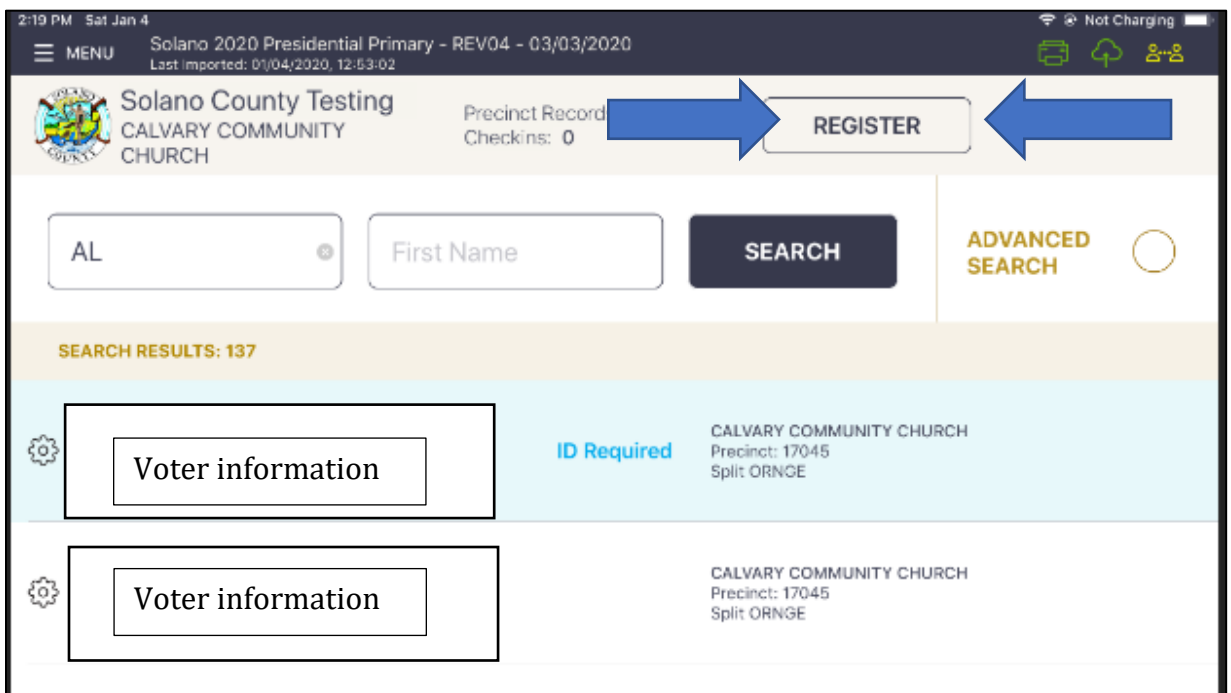 2:19 PM Sat Jan 4
Not Charging
MENU
Solano 2020 Presidential Primary - REV04 - 03/03/2020
Last Imported: 01/04/2020, 12:53:02
Solano County Testing
CALVARY COMMUNITY
CHURCH
Precinct Record
Checkins: 0
REGISTER
AL
First Name
SEARCH
ADVANCED
SEARCH
SEARCH RESULTS: 137
Voter information
ID Required
CALVARY COMMUNITY CHURCH
Precinct: 17045
Split ORNGE
Voter information
CALVARY COMMUNITY CHURCH
Precinct: 17045
Split ORNGE